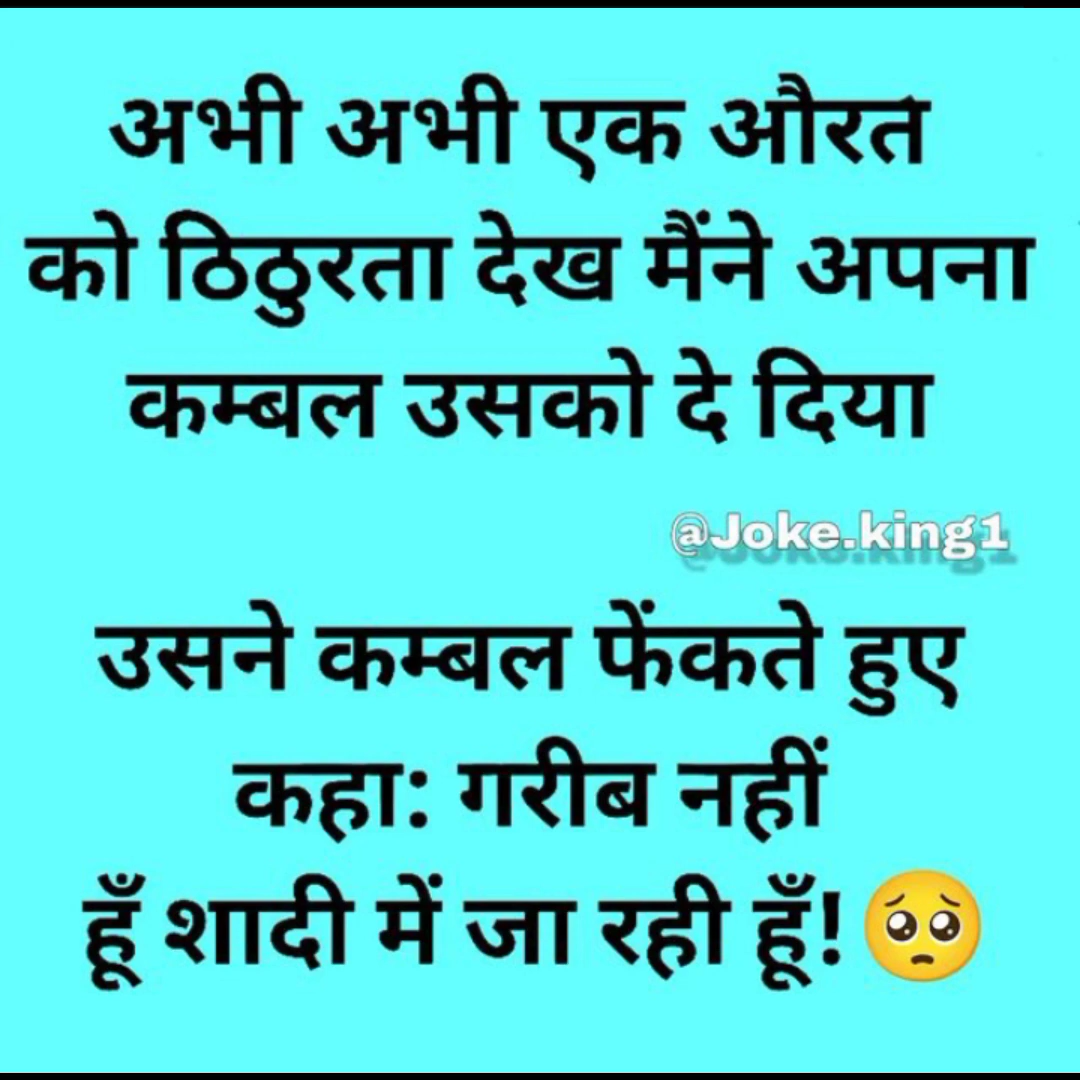 अभी अभी एक औरत
को ठिठुरता देख मैंने अपना
कम्बल उसको दे दिया
@Joke.king1
उसने कम्बल फेंकते हुए
कहा: गरीब नहीं
हूँ शादी में जा रही हूँ! 🥺